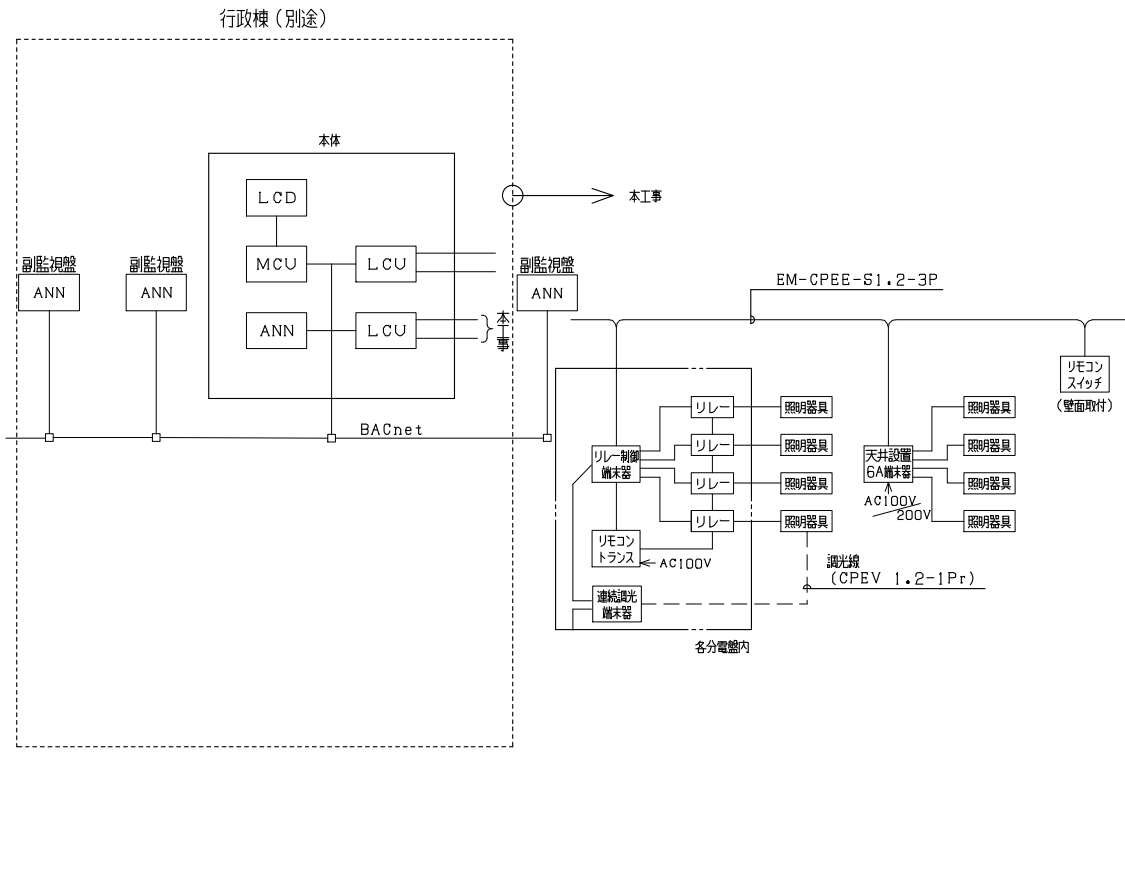 行政棟（別途）
本体
LCD
本工事
副監視盤
ANN
副監視盤
ANN
MCU
LCU
ANN
LCU
本工事
副監視盤
ANN
BACnet
EM-CPEE-S1.2-3P
リモコン
スイッチ
（壁面取付）
リレー
照明器具
リレー
照明器具
リレー
照明器具
リレー
照明器具
リレー制御
端末器
リモコン
トランス
AC100V
連続調光
端末器
各分電盤内
天井設置
6A端末器
AC100V
200V
照明器具
照明器具
照明器具
照明器具
調光線
(CPEV 1.2-1Pr)